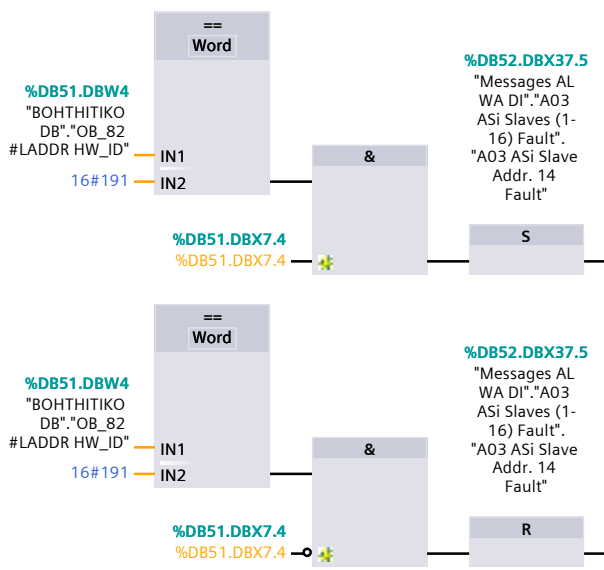 ==
Word
%DB52.DBX37.5
"Messages AL
WA DI"."A03
ASi Slaves (1-
16) Fault".
"A03 ASi Slave
Addr. 14
Fault"
%DB51.DBW4
"BOHTHITIKO
DB"."OB_82
#LADDR HW_ID"
IN1
16#191
IN2
&
%DB51.DBX7.4
%DB51.DBX7.4
S
==
Word
%DB52.DBX37.5
"Messages AL
WA DI"."A03
ASi Slaves (1-
16) Fault".
"A03 ASi Slave
Addr. 14
Fault"
%DB51.DBW4
"BOHTHITIKO
DB"."OB_82
#LADDR HW_ID"
IN1
16#191
IN2
&
%DB51.DBX7.4
%DB51.DBX7.4
R